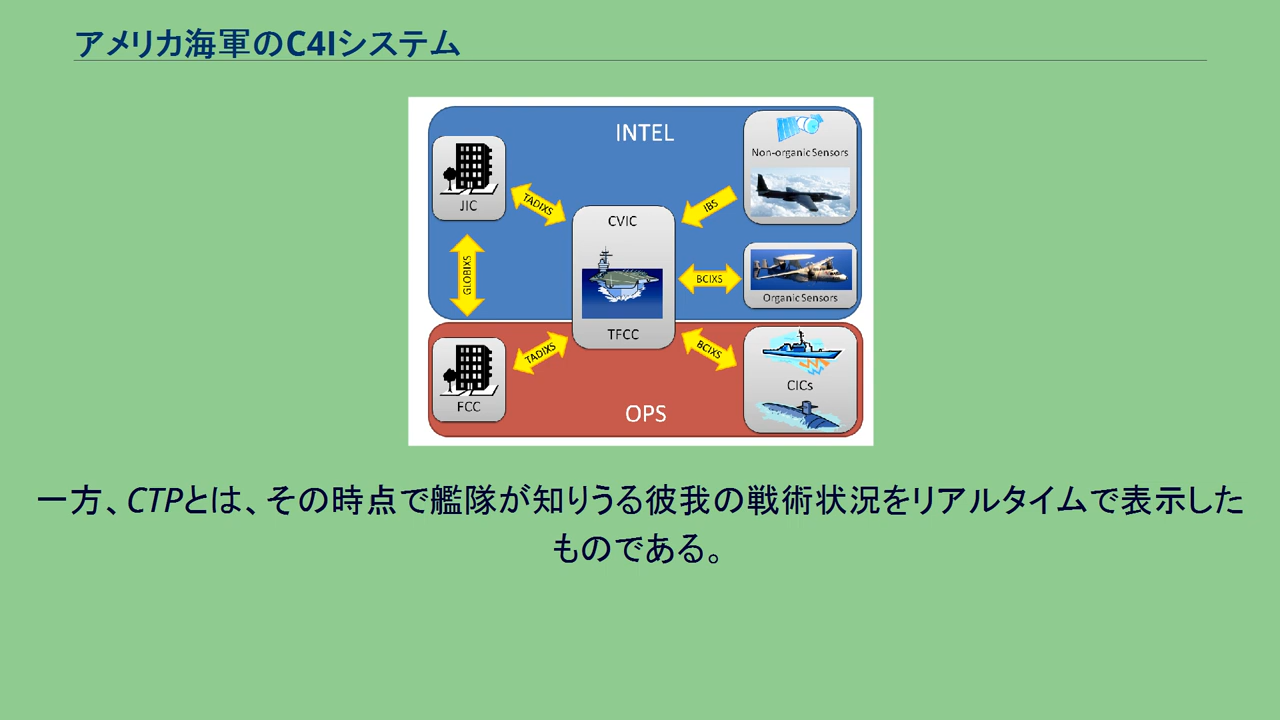 アメリカ海軍のC4Iシステム
INTEL
Non-organic Sensors
JIC
TADIXS
IBS
CVIC
GLOBIXS
BCIXS
Organic Sensors
TFCC
TADIXS
BCIXS
FCC
CICs
OPS
一方、CTPとは、その時点で艦隊が知りうる彼我の戦術状況をリアルタイムで表示した
ものである。